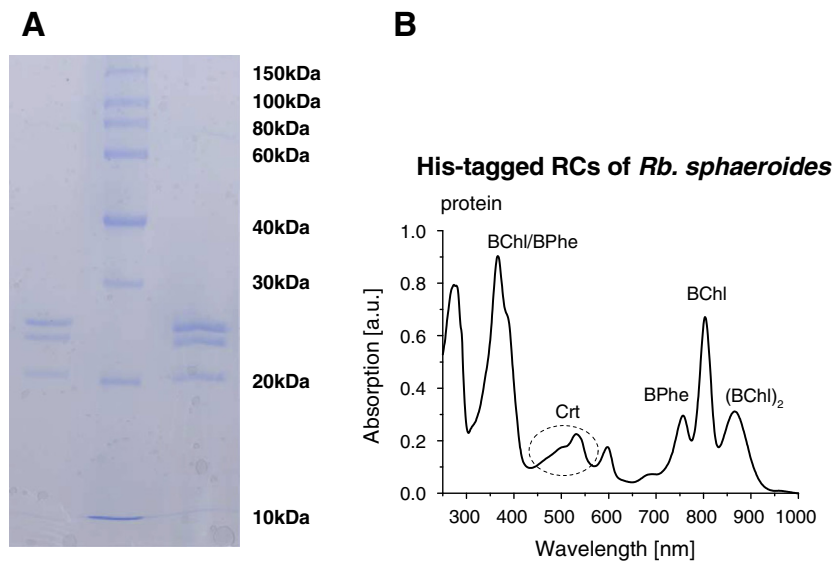 A
150kDa
100kDa
80kDa
60kDa
40kDa
30kDa
20kDa
10kDa
B
His-tagged RCs of Rb. sphaeroides
protein
BChl/BPhe
BChl
BPhe
(BChl)2
Crt
Absorption [a.u.]
1.0
0.8
0.6
0.4
0.2
0.0
300 400 500 600 700 800 900 1000
Wavelength [nm]